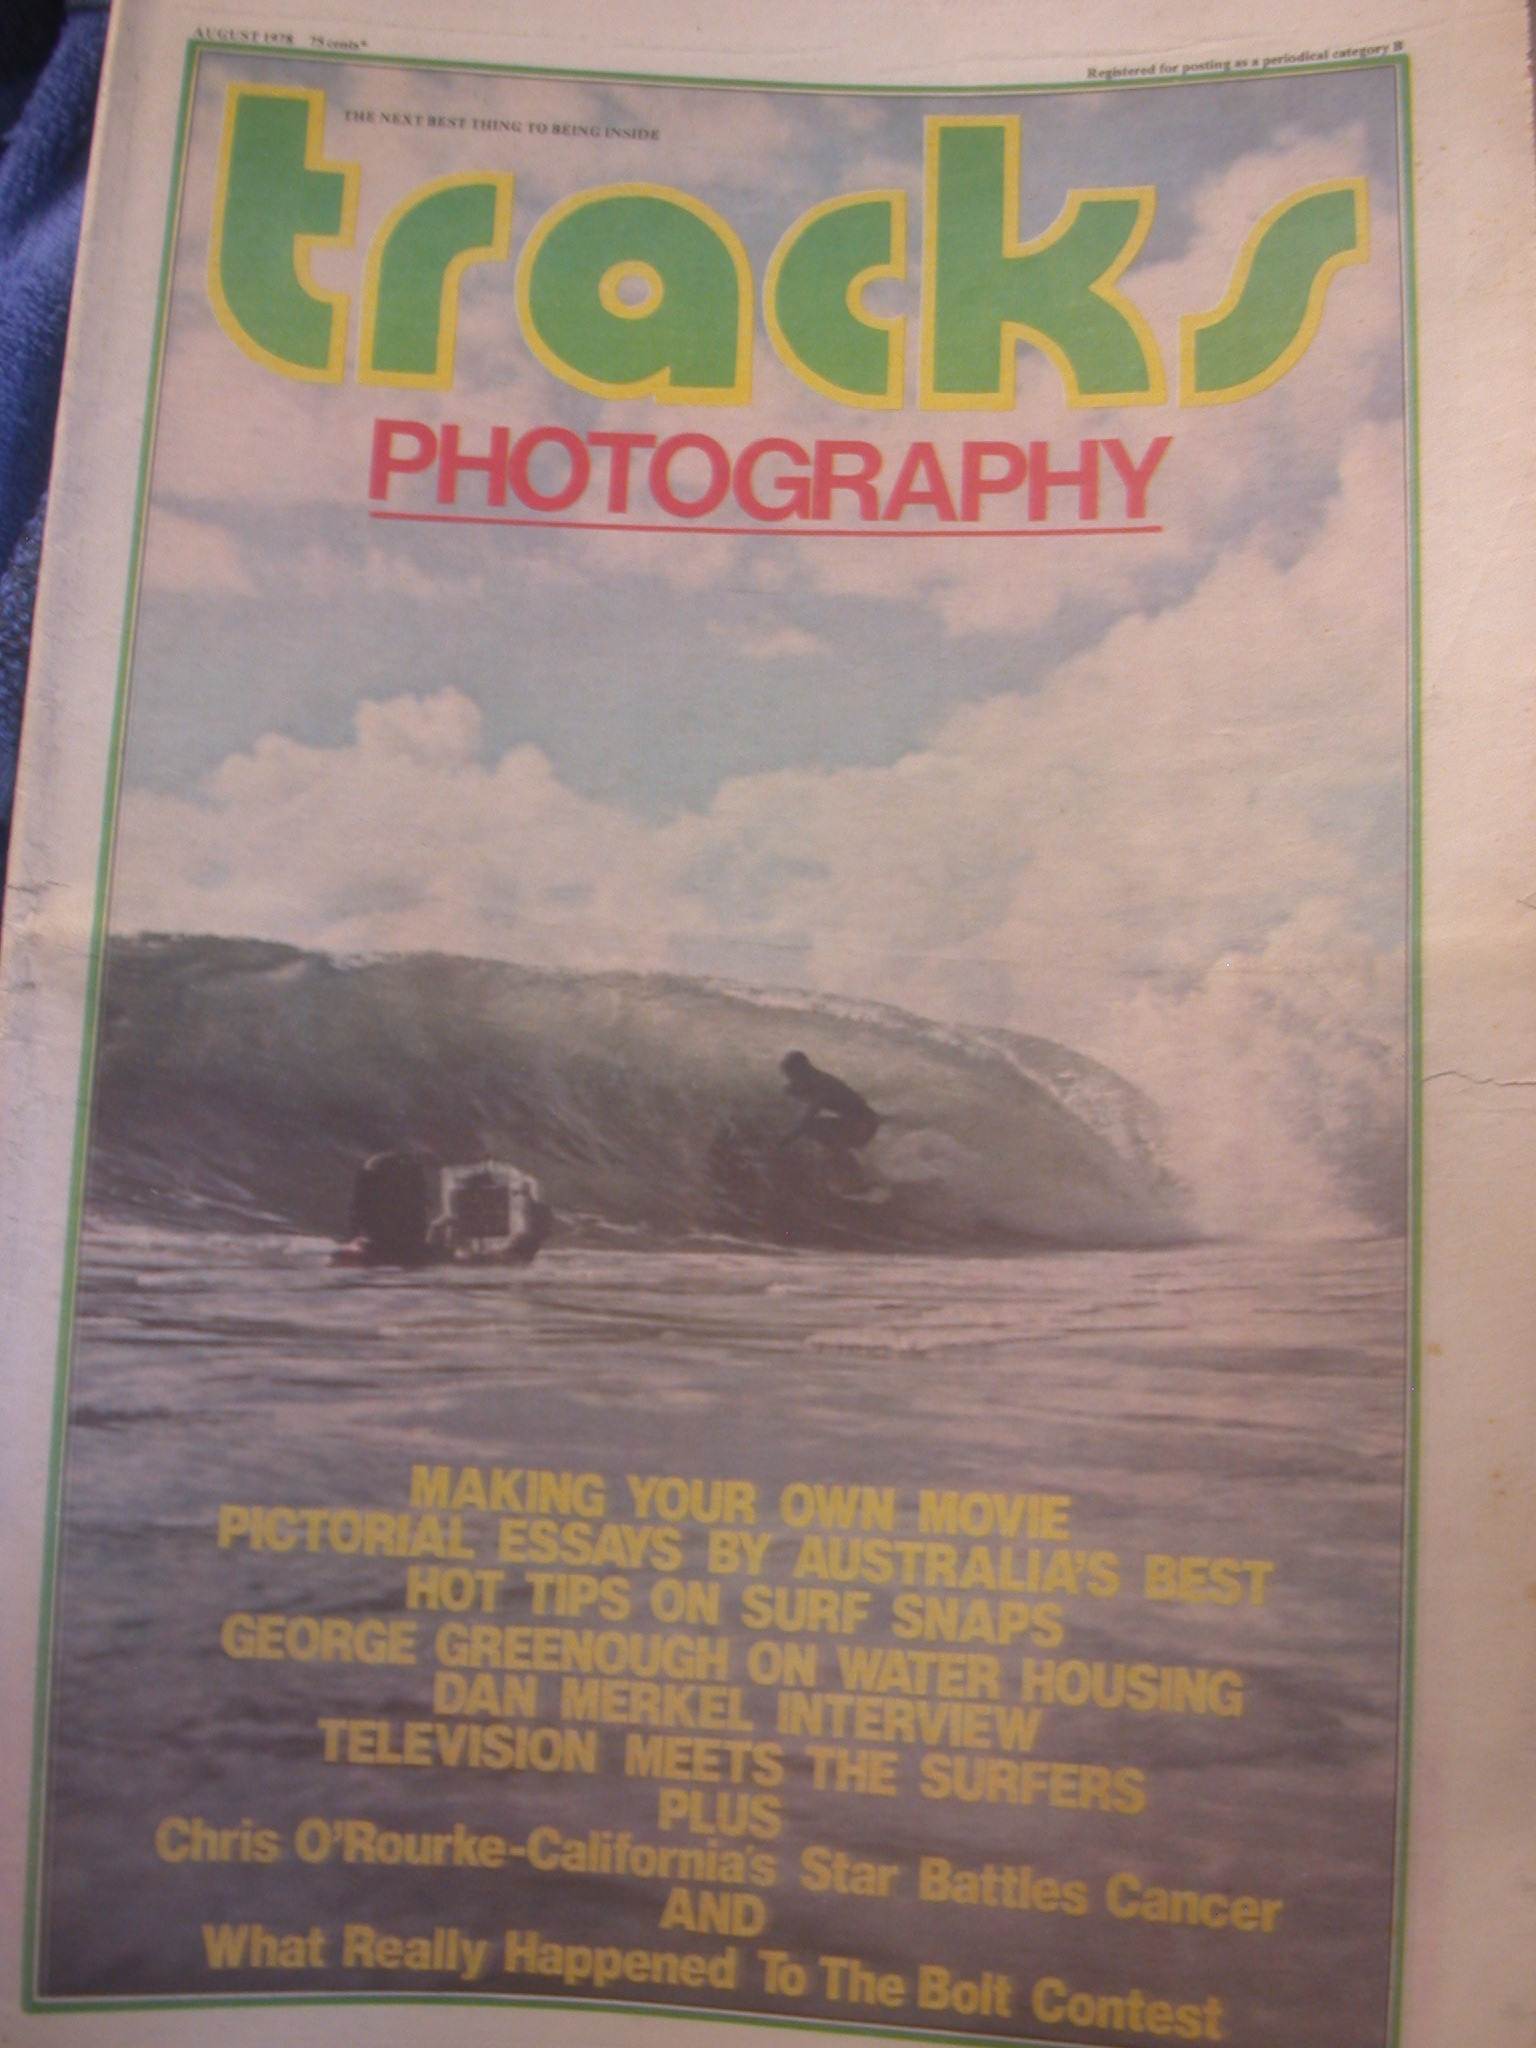 AUGUST 1978 75 cents*
Registered for posting as a periodical category B
THE NEXT BEST THING TO BEING INSIDE
tracks
PHOTOGRAPHY
MAKING YOUR OWN MOVIE
PICTORIAL ESSAYS BY AUSTRALIA'S BEST
HOT TIPS ON SURF SNAPS
GEORGE GREENOUGH ON WATER HOUSING
DAN MERKEL INTERVIEW
TELEVISION MEETS THE SURFERS
PLUS
Chris O'Rourke-California's Star Battles Cancer
AND
What Really Happened To The Bolt Contest